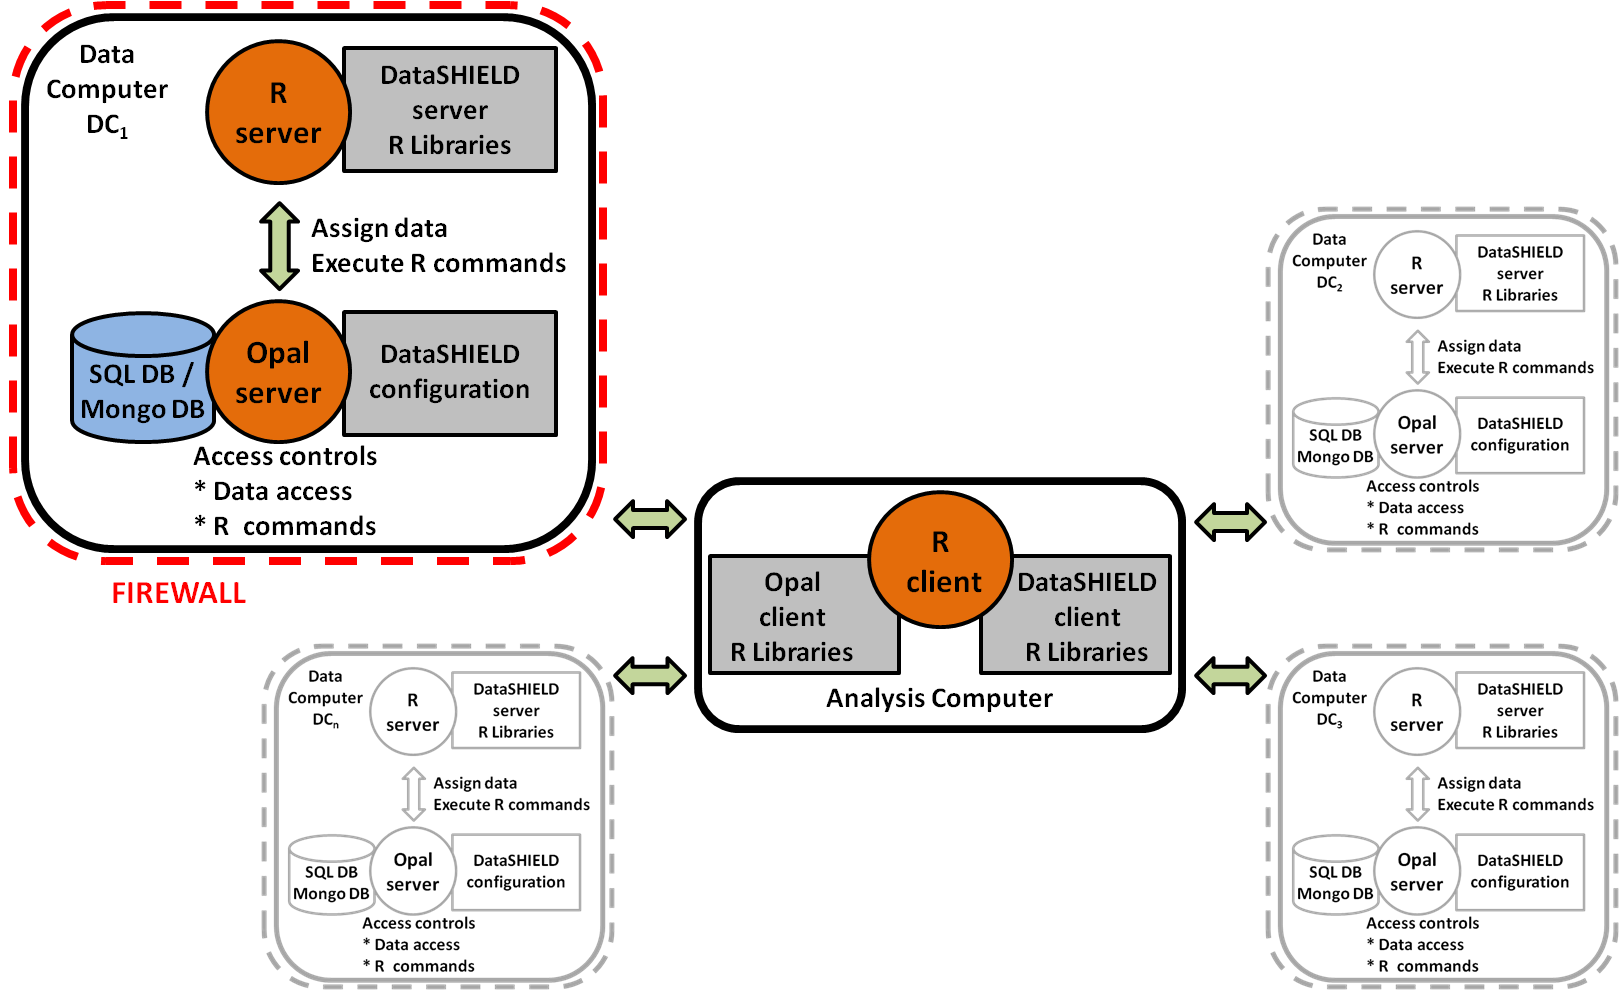 Data
Computer
DC1
R
server
DataSHIELD
server
R Libraries
Assign data
Execute R commands
SQL DB /
Mongo DB
Opal
server
DataSHIELD
configuration
Access controls
* Data access
* R commands
FIREWALL
R
client
Opal
client
R Libraries
DataSHIELD
client
R Libraries
Analysis Computer
Data
Computer
DC2
R
server
DataSHIELD
server
R Libraries
Assign data
Execute R commands
SQL DB
Mongo DB
Opal
server
DataSHIELD
configuration
Access controls
* Data access
* R commands
Data
Computer
DCn
R
server
DataSHIELD
server
R Libraries
Assign data
Execute R commands
SQL DB
Mongo DB
Opal
server
DataSHIELD
configuration
Access controls
* Data access
* R commands
Data
Computer
DC3
R
server
DataSHIELD
server
R Libraries
Assign data
Execute R commands
SQL DB
Mongo DB
Opal
server
DataSHIELD
configuration
Access controls
* Data access
* R commands